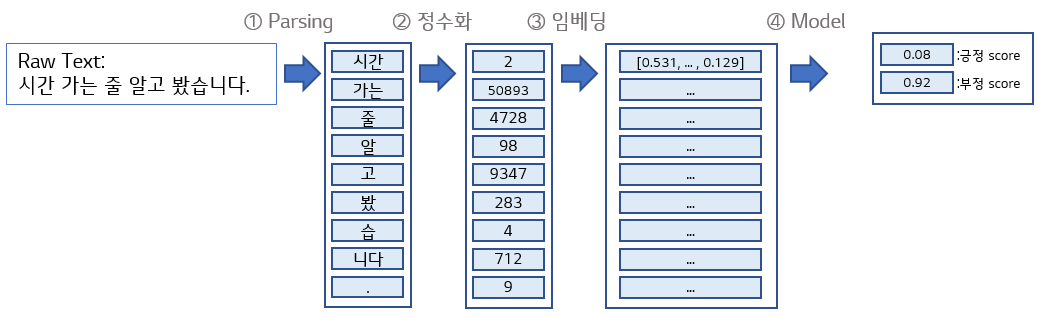 ① Parsing
② 정수화
③ 임베딩
④ Model
Raw Text:
시간 가는 줄 알고 봤습니다.
시간
가는
줄
알
고
봤
습
니다
.
2
50893
4728
98
9347
283
4
712
9
[0.531, … , 0.129]
…
…
…
…
…
…
…
…
0.08 :긍정 score
0.92 :부정 score